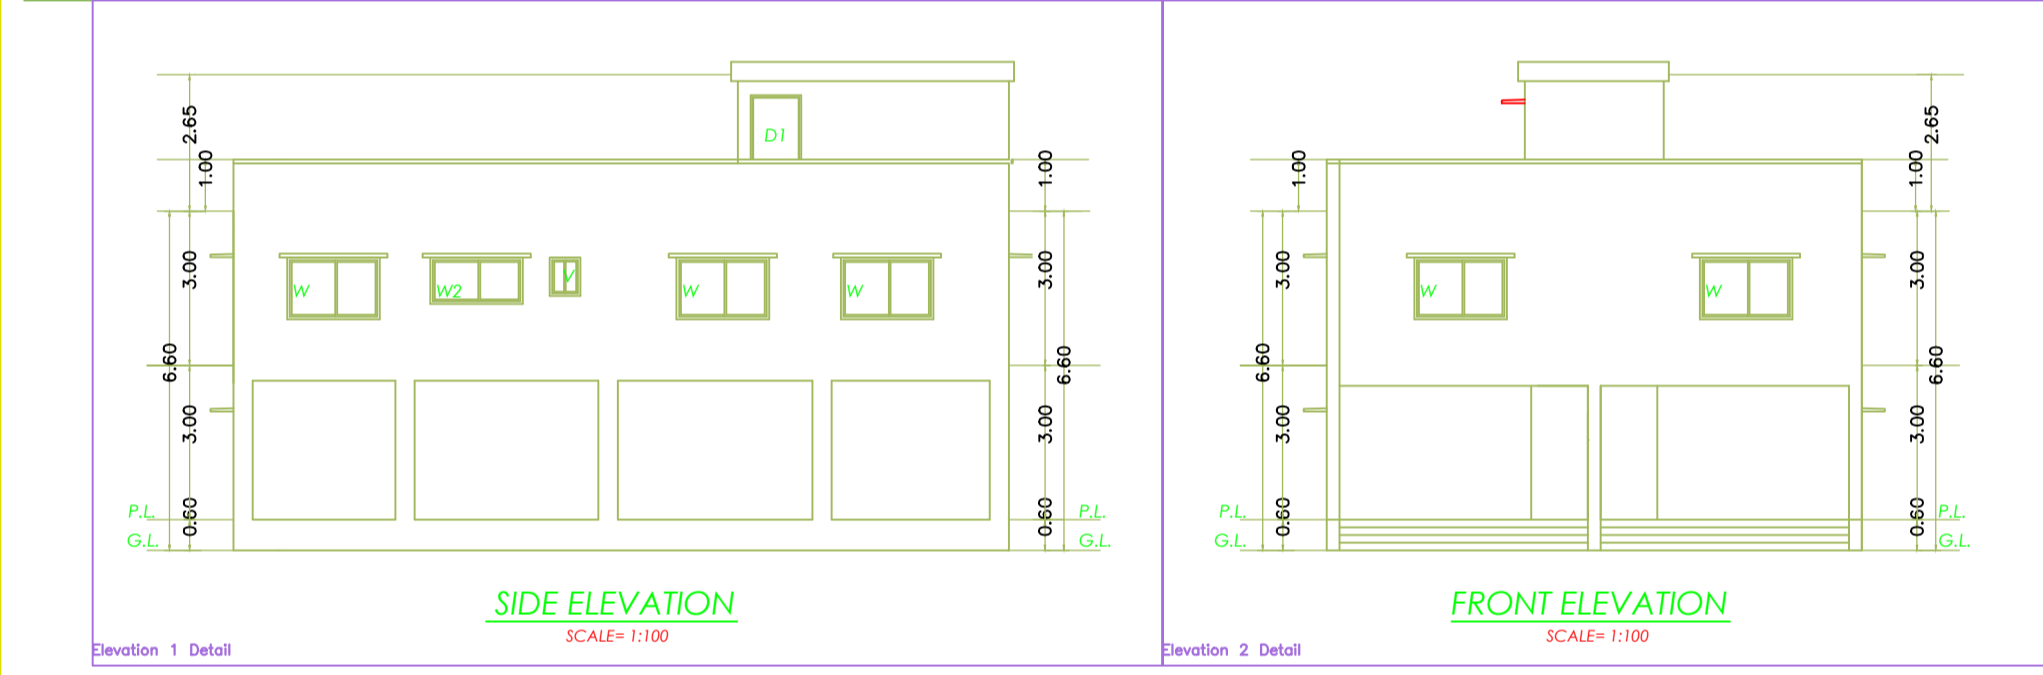 2.65
1.00
3.00
6.60
3.00
0.60
P.L.
G.L.
D1
W
W2
V
W
W
1.00
3.00
6.60
3.00
0.60
P.L.
G.L.
SIDE ELEVATION
SCALE= 1:100
Elevation 1 Detail
1.00
3.00
6.60
3.00
0.60
P.L.
G.L.
W
W
2.65
1.00
3.00
6.60
3.00
0.60
P.L.
G.L.
FRONT ELEVATION
SCALE= 1:100
Elevation 2 Detail